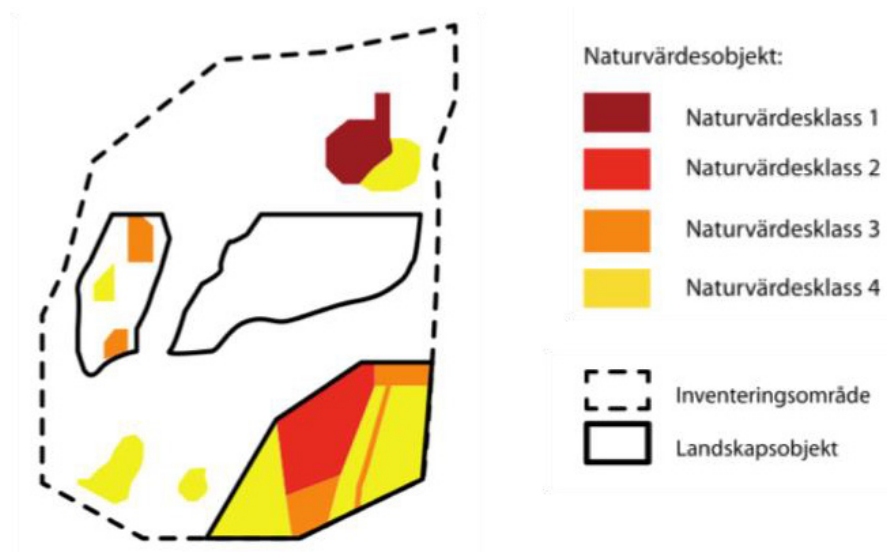 Naturvärdesobjekt:
Naturvärdesklass 1
Naturvärdesklass 2
Naturvärdesklass 3
Naturvärdesklass 4
Inventeringsområde
Landskapsobjekt